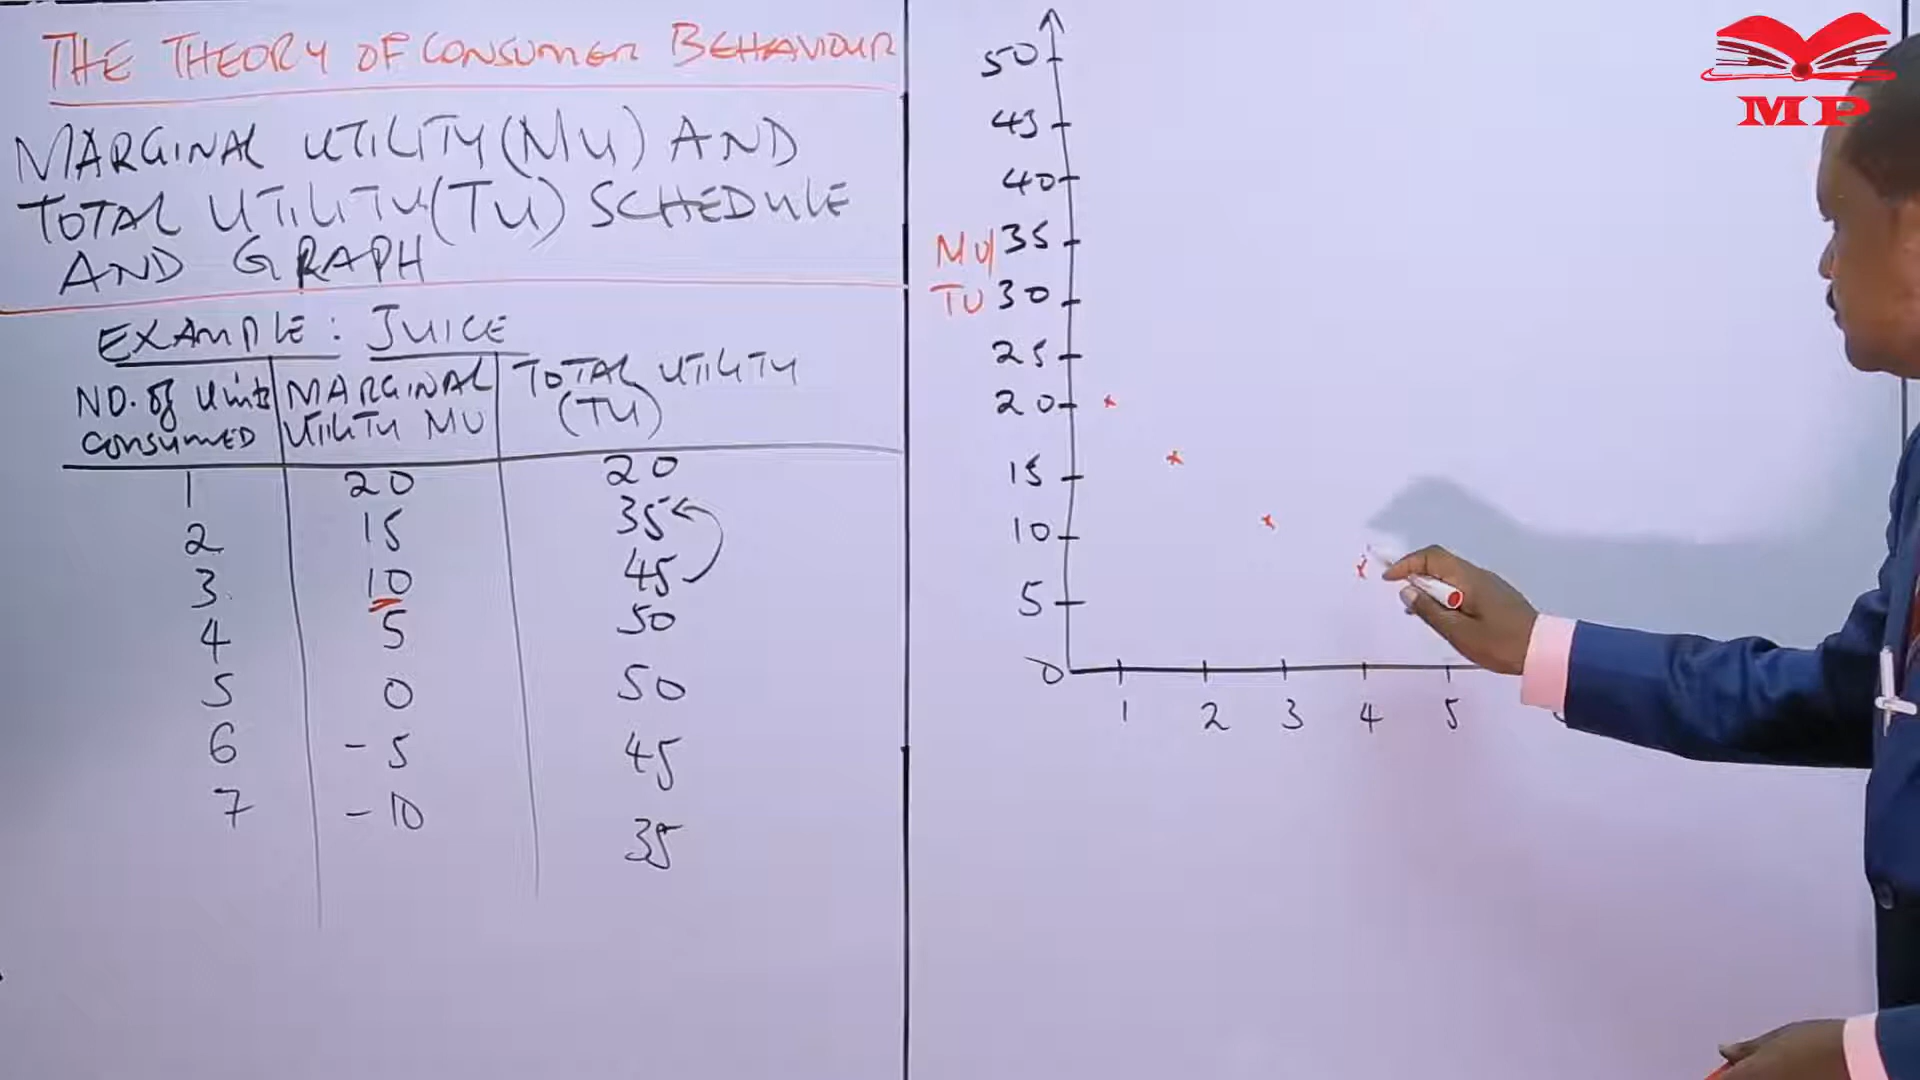 THE THEORY OF CONSUMER BEHAVIOUR
MARGINAL UTILITY (MU) AND
TOTAL UTILITY (TU) SCHEDULE
AND GRAPH
EXAMPLE: JUICE
NO. of Units CONSUMED MARGINAL UTILITY MU TOTAL UTILITY (TU)
1 20 20
2 15 35
3 10 45
4 5 50
5 0 50
6 -5 45
7 -10 35
50
45
40
MU/ 35
TU 30
25
20
15
10
5
0
1 2 3 4 5
MP